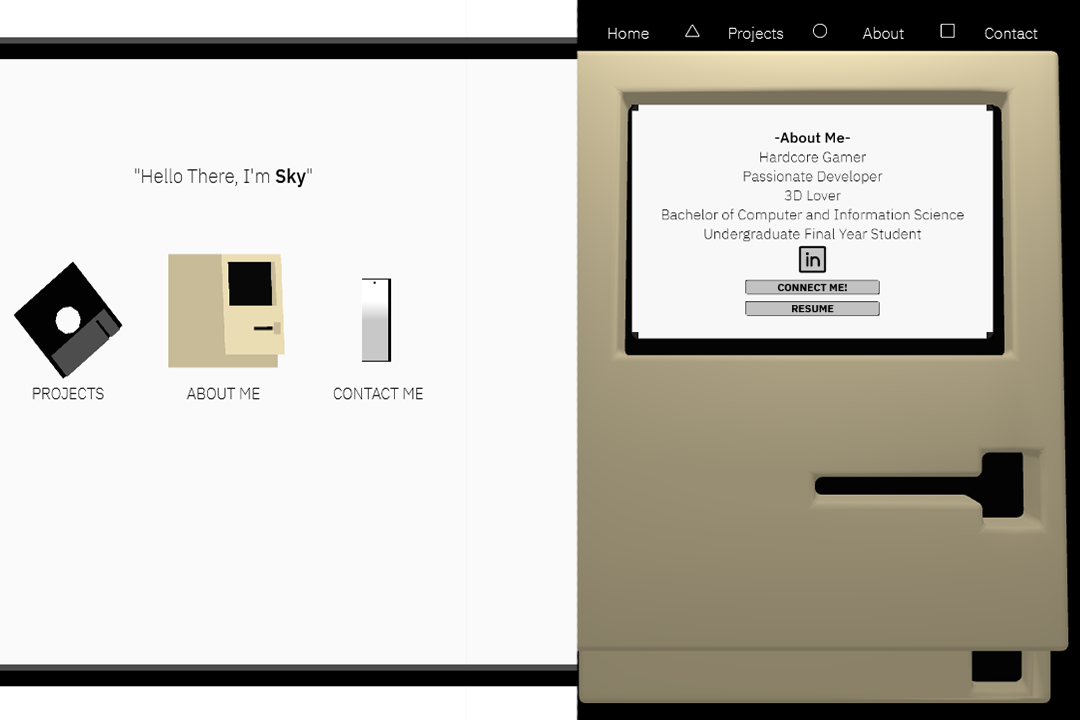 "Hello There, I'm Sky"
PROJECTS
ABOUT ME
CONTACT ME
Home
Projects
About
Contact
-About Me-
Hardcore Gamer
Passionate Developer
3D Lover
Bachelor of Computer and Information Science
Undergraduate Final Year Student
in
CONNECT ME!
RESUME